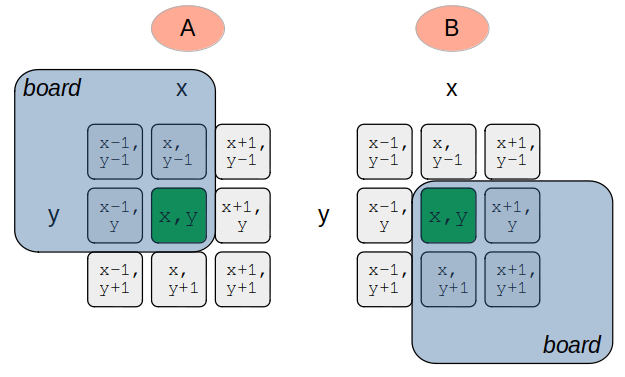 A
B
board
x
x
x-1,
y-1
x,
y-1
x+1,
y-1
x-1,
y-1
x,
y-1
x+1,
y-1
y
x-1,
y
x,y
x+1,
y
y
x-1,
y
x,y
x+1,
y
x-1,
y+1
x,
y+1
x+1,
y+1
x-1,
y+1
x,
y+1
x+1,
y+1
board